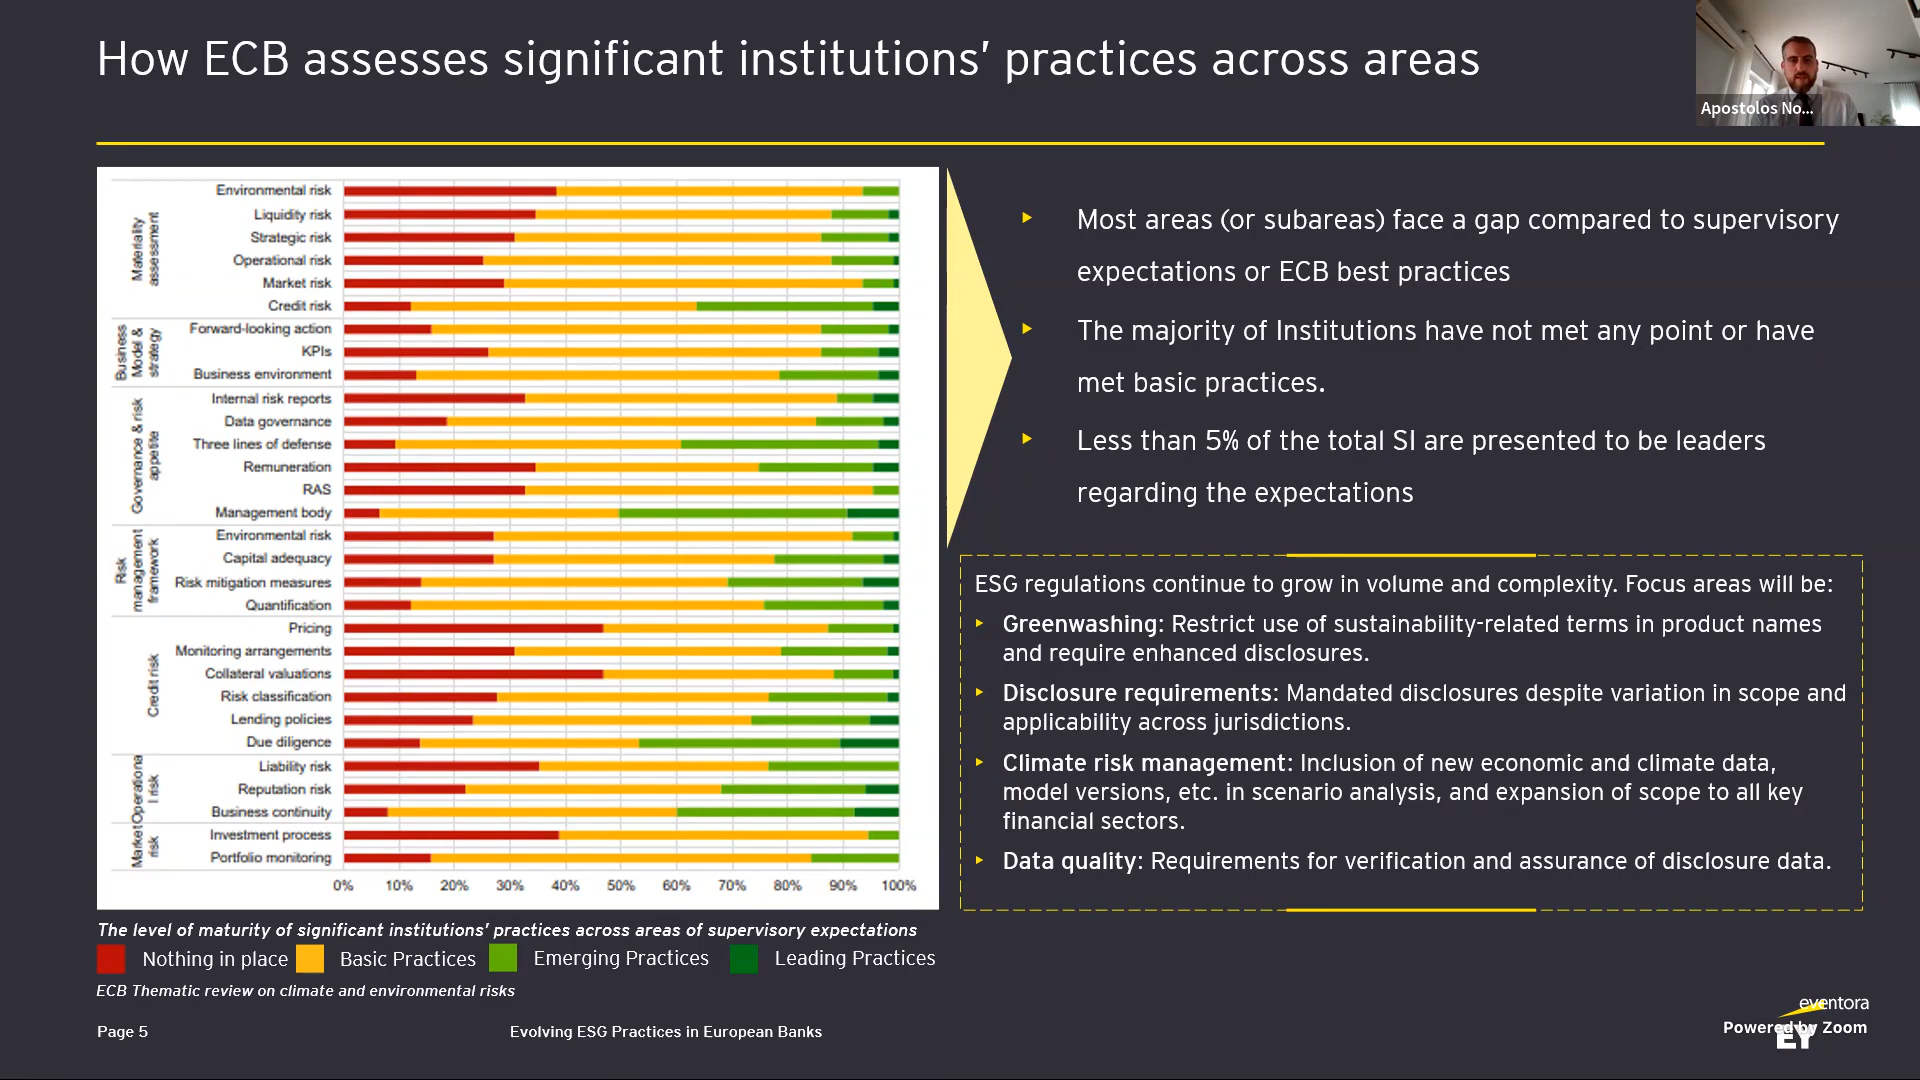 How ECB assesses significant institutions’ practices across areas
Apostolos No...
Materiality
assessment
Environmental risk
Liquidity risk
Strategic risk
Operational risk
Market risk
Credit risk
Business
Model &
strategy
Forward-looking action
KPIs
Business environment
Governance & risk
appetite
Internal risk reports
Data governance
Three lines of defense
Remuneration
RAS
Management body
Risk
management
framework
Environmental risk
Capital adequacy
Risk mitigation measures
Quantification
Credit risk
Pricing
Monitoring arrangements
Collateral valuations
Risk classification
Lending policies
Due diligence
Operationa
l risk
Liability risk
Reputation risk
Business continuity
Market
risk
Investment process
Portfolio monitoring
0% 10% 20% 30% 40% 50% 60% 70% 80% 90% 100%
The level of maturity of significant institutions’ practices across areas of supervisory expectations
Nothing in place Basic Practices Emerging Practices Leading Practices
ECB Thematic review on climate and environmental risks
Most areas (or subareas) face a gap compared to supervisory
expectations or ECB best practices
The majority of Institutions have not met any point or have
met basic practices.
Less than 5% of the total SI are presented to be leaders
regarding the expectations
ESG regulations continue to grow in volume and complexity. Focus areas will be:
Greenwashing: Restrict use of sustainability-related terms in product names
and require enhanced disclosures.
Disclosure requirements: Mandated disclosures despite variation in scope and
applicability across jurisdictions.
Climate risk management: Inclusion of new economic and climate data,
model versions, etc. in scenario analysis, and expansion of scope to all key
financial sectors.
Data quality: Requirements for verification and assurance of disclosure data.
Page 5
Evolving ESG Practices in European Banks
eventora
Powered by Zoom
EY